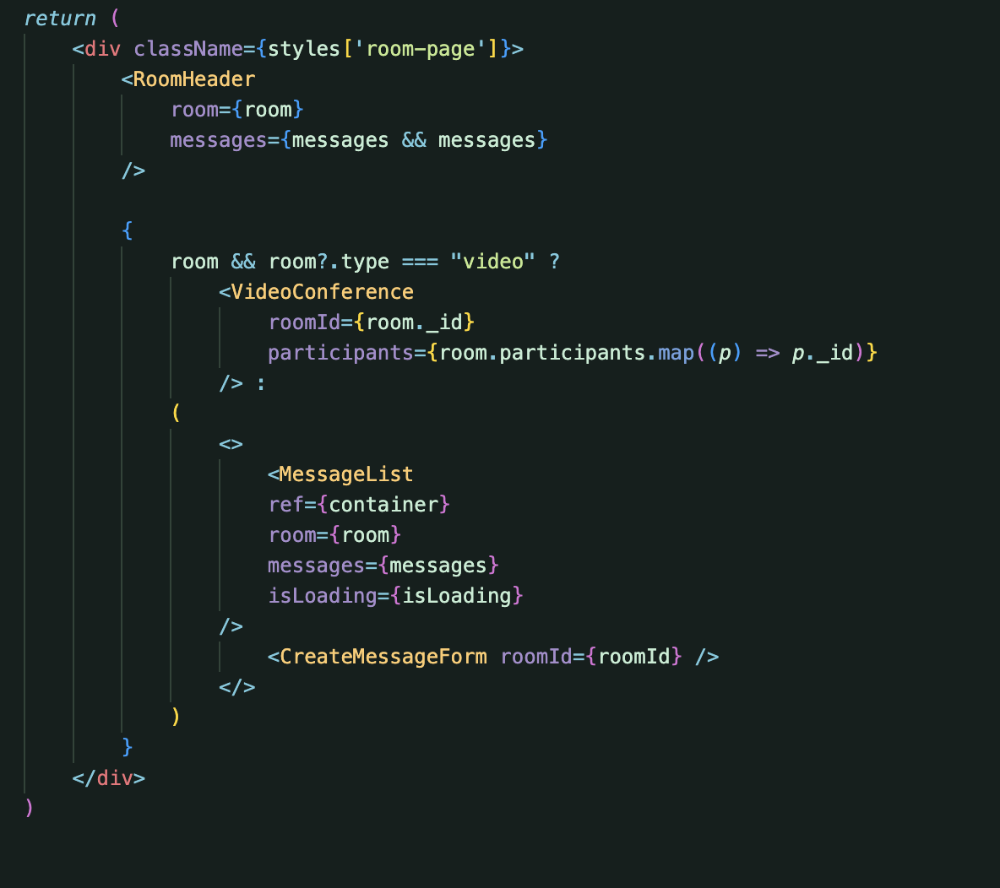 return (
<div className={styles['room-page']}>
<RoomHeader
room={room}
messages={messages && messages}
/>
{
room && room?.type === "video" ?
<VideoConference
roomId={room._id}
participants={room.participants.map((p) => p._id)}
/> :
(
<>
<MessageList
ref={container}
room={room}
messages={messages}
isLoading={isLoading}
/>
<CreateMessageForm roomId={roomId} />
</>
)
}
</div>
)